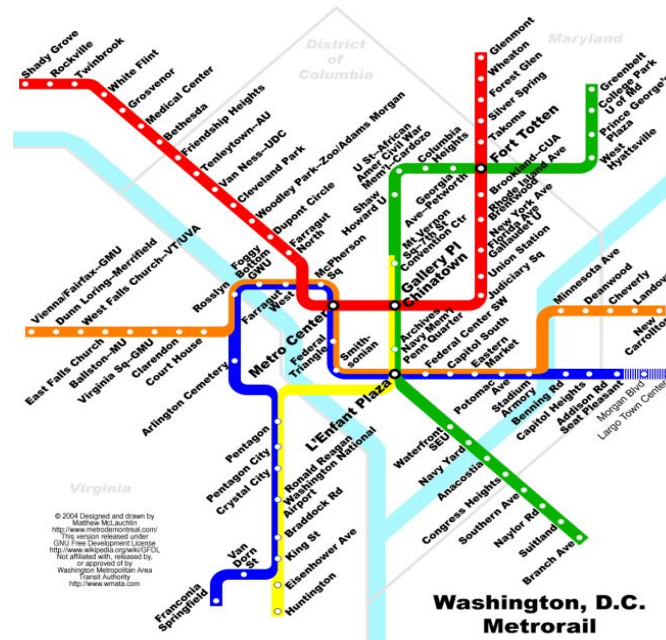 District
of
Columbia
Maryland
Virginia
Shady Grove
Rockville
Twinbrook
White Flint
Grosvenor
Medical Center
Bethesda
Friendship Heights
Tenleytown–AU
Van Ness–UDC
Cleveland Park
Woodley Park–Zoo/Adams Morgan
Dupont Circle
Farragut
North
Metro Center
Gallery Pl
Chinatown
Judiciary Sq
Union Station
New York Ave
Florida Ave
Gallaudet U
Rhode Island Ave
Brentwood
Brookland–CUA
Fort Totten
Takoma
Silver Spring
Forest Glen
Wheaton
Glenmont
Greenbelt
College Park
U of Md
Prince George's
Plaza
West
Hyattsville
Georgia
Ave–Petworth
Columbia
Heights
U St–African
Amer Civil War
Mem'l–Cardozo
Shaw
Howard U
Mt Vernon
Sq/7th St
Convention Ctr
Archives
Navy Mem'l
Penn Quarter
L'Enfant Plaza
Waterfront
SEU
Navy Yard
Anacostia
Congress Heights
Southern Ave
Naylor Rd
Suitland
Branch Ave
Vienna/Fairfax–GMU
Dunn Loring–Merrifield
West Falls Church–VT/UVA
East Falls Church
Ballston–MU
Virginia Sq–GMU
Clarendon
Court House
Rosslyn
Foggy
Bottom
GWU
Farragut
West
McPherson
Sq
Federal
Triangle
Smith-
sonian
Federal Center SW
Capitol South
Eastern
Market
Potomac
Ave
Stadium
Armory
Minnesota Ave
Deanwood
Cheverly
Landover
New
Carrollton
Benning Rd
Capitol Heights
Addison Rd
Seat Pleasant
Morgan Blvd
Largo Town Center
Arlington Cemetery
Pentagon
Pentagon City
Crystal City
Ronald Reagan
Washington National
Airport
Braddock Rd
King St
Eisenhower Ave
Huntington
Van
Dorn
St
Franconia
Springfield
© 2004 Designed and drawn by
Matthew McLauchlin
http://www.metrodemontreal.com/
This version released under
GNU Free Development License
http://www.wikipedia.org/wiki/GFDL
Not affiliated with, released by,
or approved of by
Washington Metropolitan Area
Transit Authority
http://www.wmata.com
Washington, D.C.
Metrorail